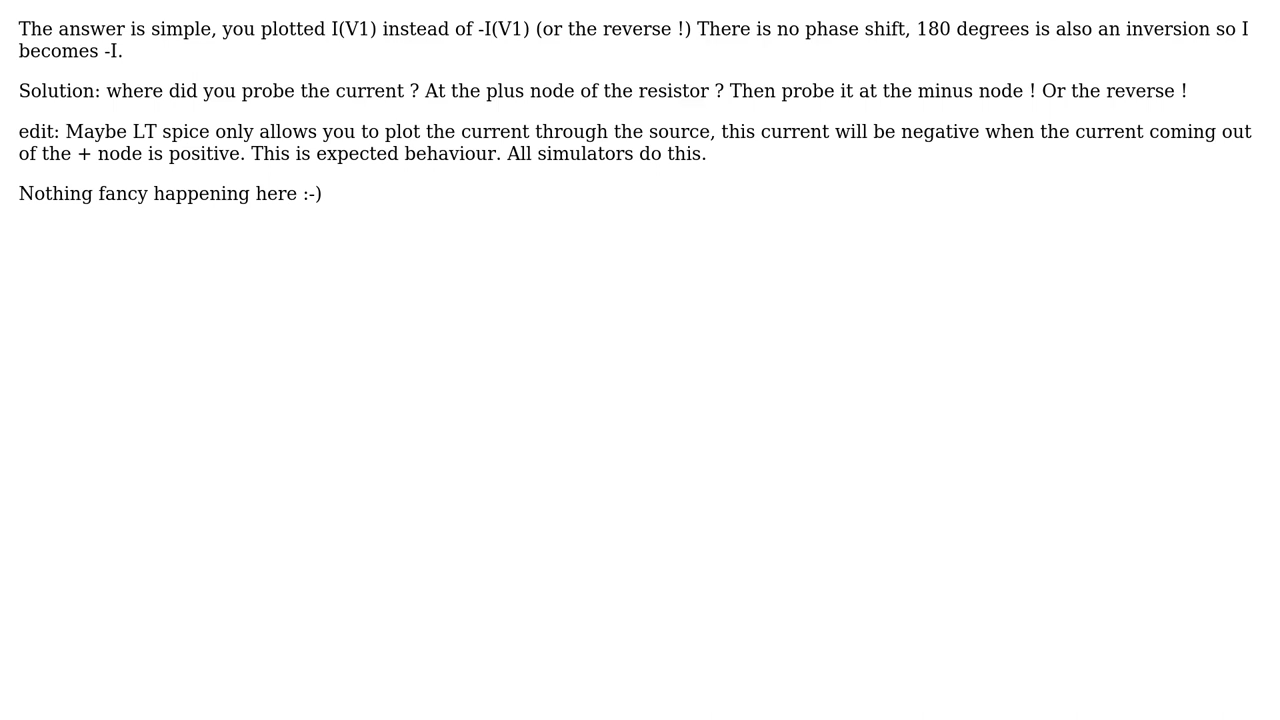 The answer is simple, you plotted I(V1) instead of -I(V1) (or the reverse !) There is no phase shift, 180 degrees is also an inversion so I
becomes -I.
Solution: where did you probe the current ? At the plus node of the resistor ? Then probe it at the minus node ! Or the reverse !
edit: Maybe LT spice only allows you to plot the current through the source, this current will be negative when the current coming out
of the + node is positive. This is expected behaviour. All simulators do this.
Nothing fancy happening here :-)